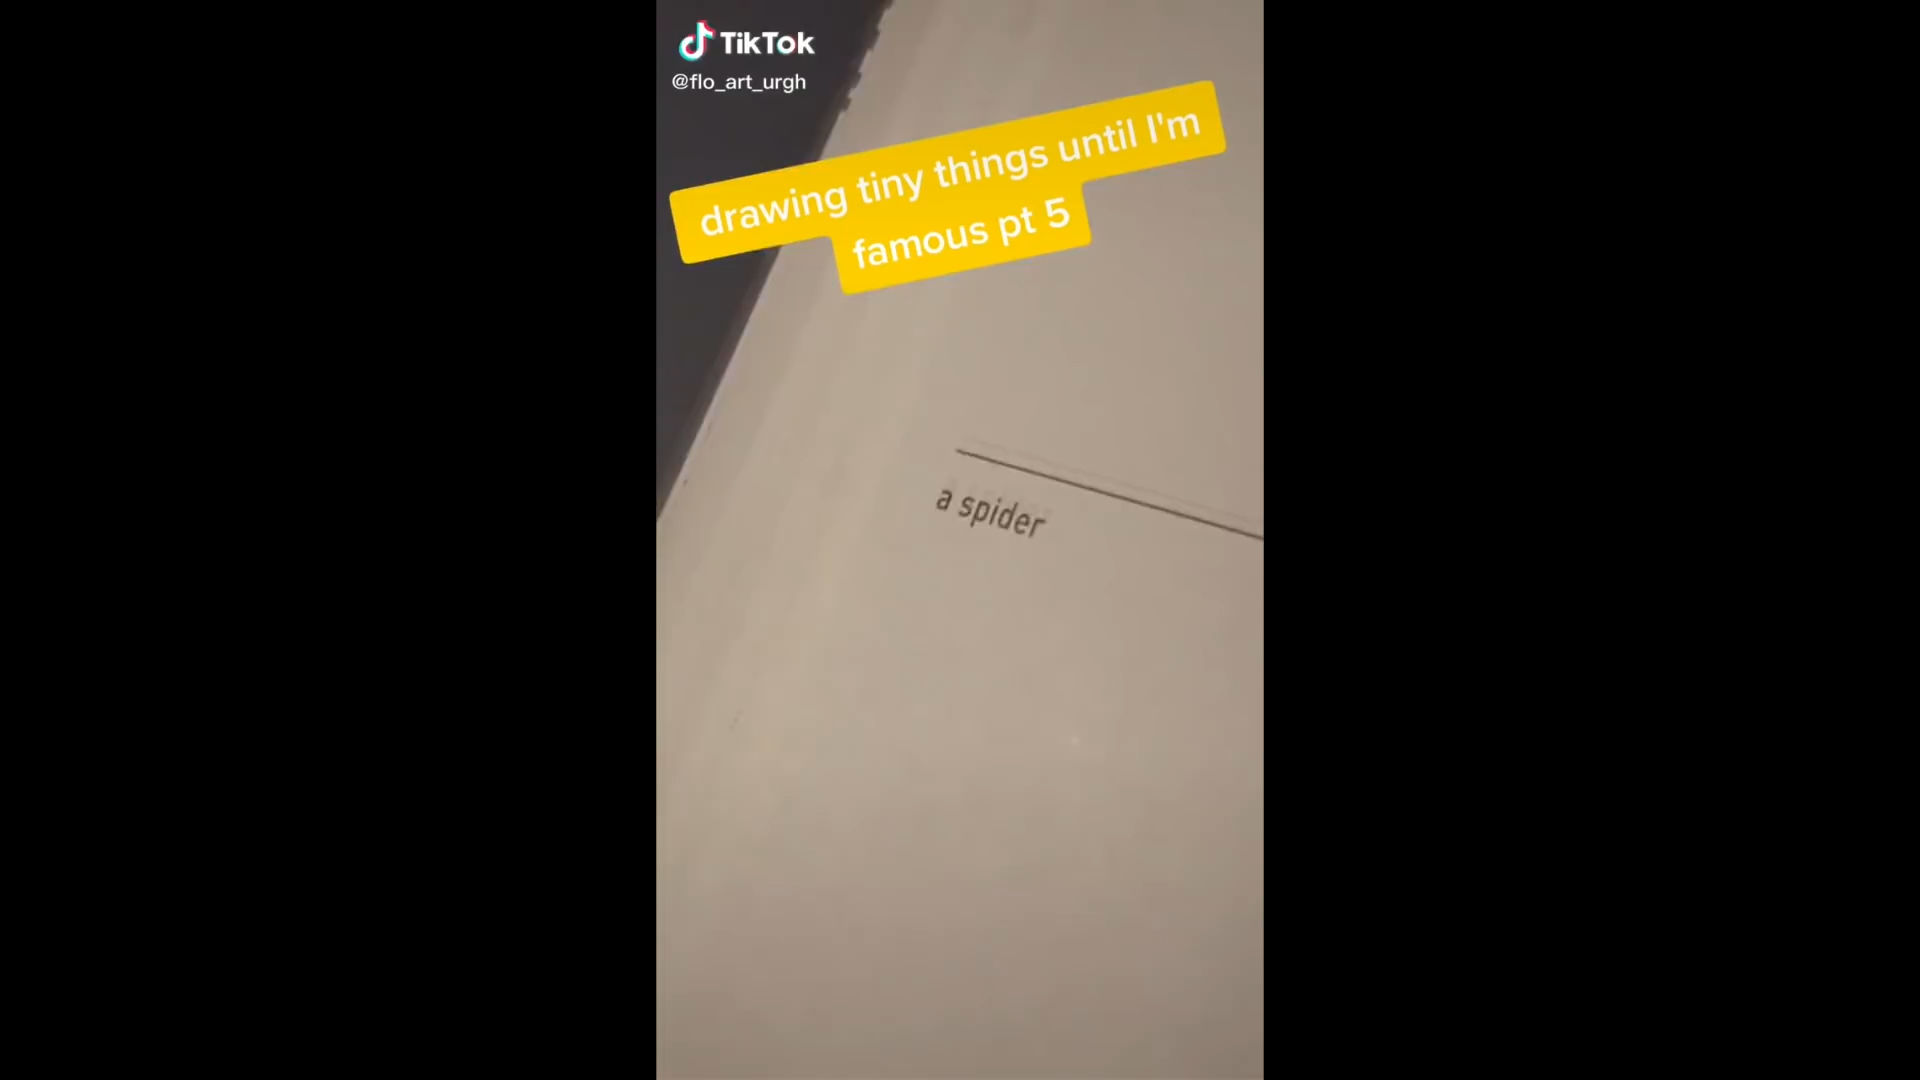 TikTok
@flo_art_urgh
drawing tiny things until I'm
famous pt 5
a spider